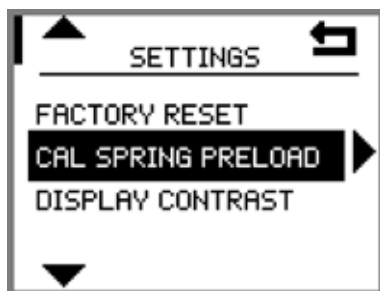 SETTINGS
FACTORY RESET
CAL SPRING PRELOAD
DISPLAY CONTRAST